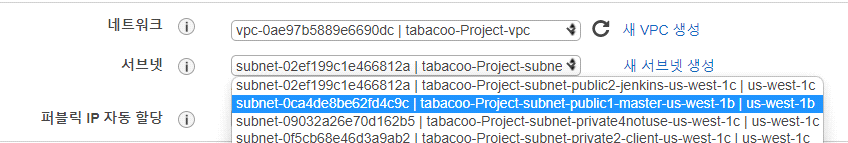 네트워크 vpc-0ae97b5889e6690dc | tabacoo-Project-vpc 새 VPC 생성
서브넷 subnet-02ef199c1e466812a | tabacoo-Project-subne 새 서브넷 생성
subnet-02ef199c1e466812a | tabacoo-Project-subnet-public2-jenkins-us-west-1c | us-west-1c
subnet-0ca4de8be62fd4c9c | tabacoo-Project-subnet-public1-master-us-west-1b | us-west-1b
퍼블릭 IP 자동 할당 subnet-09032a26e70d162b5 | tabacoo-Project-subnet-private4notuse-us-west-1c | us-west-1c
subnet-0f5cb68e46d3a9ab2 | tabacoo-Project-subnet-private2-client-us-west-1c | us-west-1c